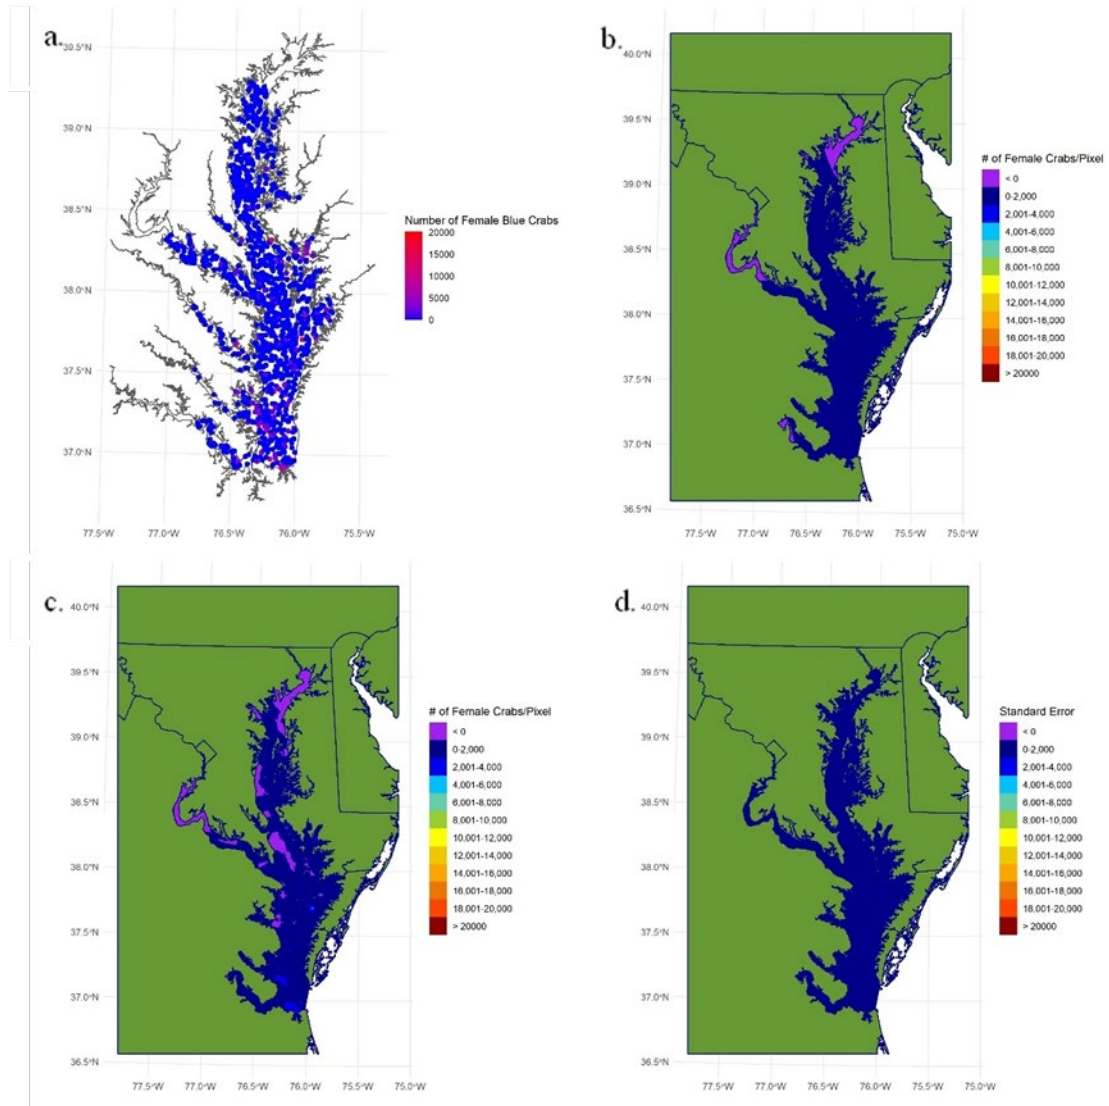 a.
39.5°N
39.0°N
38.5°N
38.0°N
37.5°N
37.0°N
77.5°W 77.0°W 76.5°W 76.0°W 75.5°W
Number of Female Blue Crabs
20000
15000
10000
5000
0
b.
40.0°N
39.5°N
39.0°N
38.5°N
38.0°N
37.5°N
37.0°N
36.5°N
77.5°W 77.0°W 76.5°W 76.0°W 75.5°W 75.0°W
# of Female Crabs/Pixel
< 0
0-2,000
2,001-4,000
4,001-6,000
6,001-8,000
8,001-10,000
10,001-12,000
12,001-14,000
14,001-16,000
16,001-18,000
18,001-20,000
> 20000
c.
40.0°N
39.5°N
39.0°N
38.5°N
38.0°N
37.5°N
37.0°N
36.5°N
77.5°W 77.0°W 76.5°W 76.0°W 75.5°W 75.0°W
# of Female Crabs/Pixel
< 0
0-2,000
2,001-4,000
4,001-6,000
6,001-8,000
8,001-10,000
10,001-12,000
12,001-14,000
14,001-16,000
16,001-18,000
18,001-20,000
> 20000
d.
40.0°N
39.5°N
39.0°N
38.5°N
38.0°N
37.5°N
37.0°N
36.5°N
77.5°W 77.0°W 76.5°W 76.0°W 75.5°W 75.0°W
Standard Error
< 0
0-2,000
2,001-4,000
4,001-6,000
6,001-8,000
8,001-10,000
10,001-12,000
12,001-14,000
14,001-16,000
16,001-18,000
18,001-20,000
> 20000